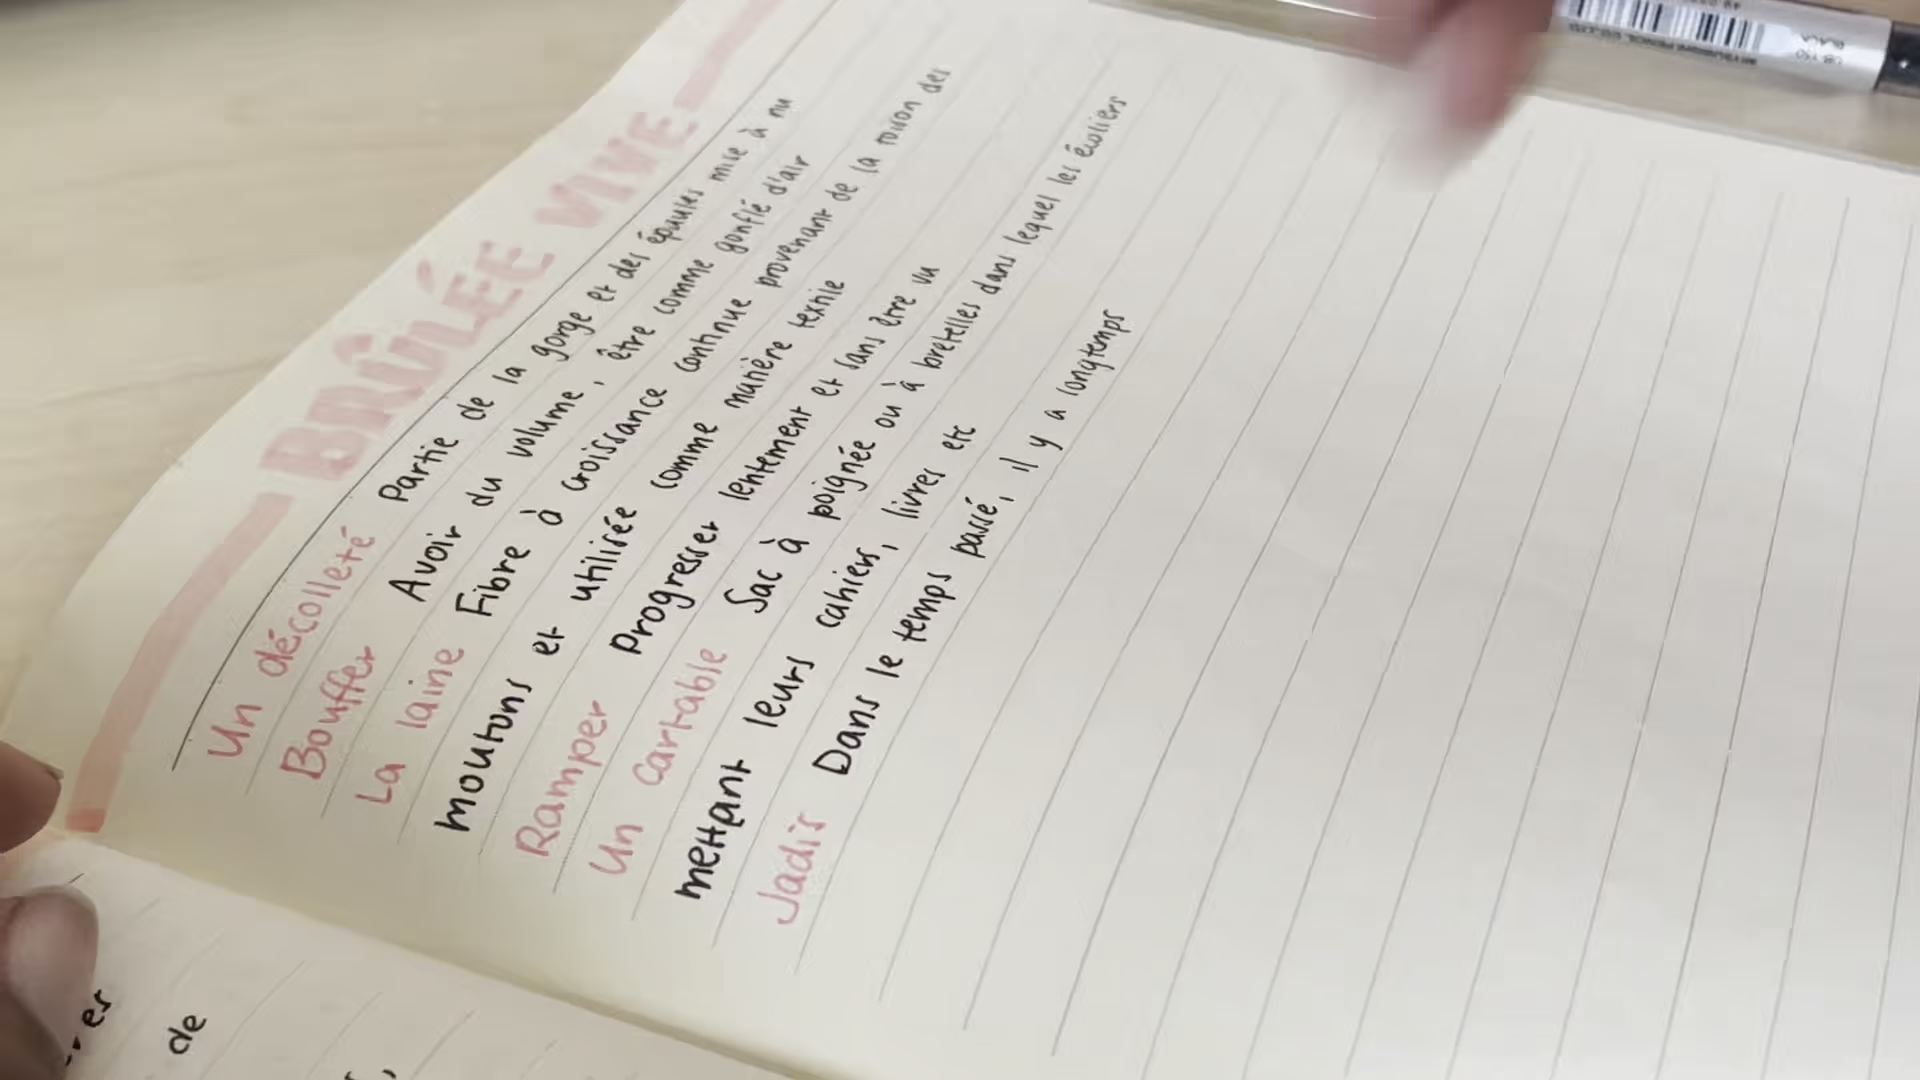 BRÛLÉE VIVE
Un décolleté Partie de la gorge et des épaules mise à nu
Bouffer Avoir du volume, être comme gonflé d'air
La laine Fibre à croissance continue provenant de la toison des
moutons et utilisée comme matière textile
Ramper Progresser lentement et sans être vu
Un cartable Sac à poignée ou à bretelles dans lequel les écoliers
mettant leurs cahiers, livres etc
Jadis Dans le temps passé, il y a longtemps
de